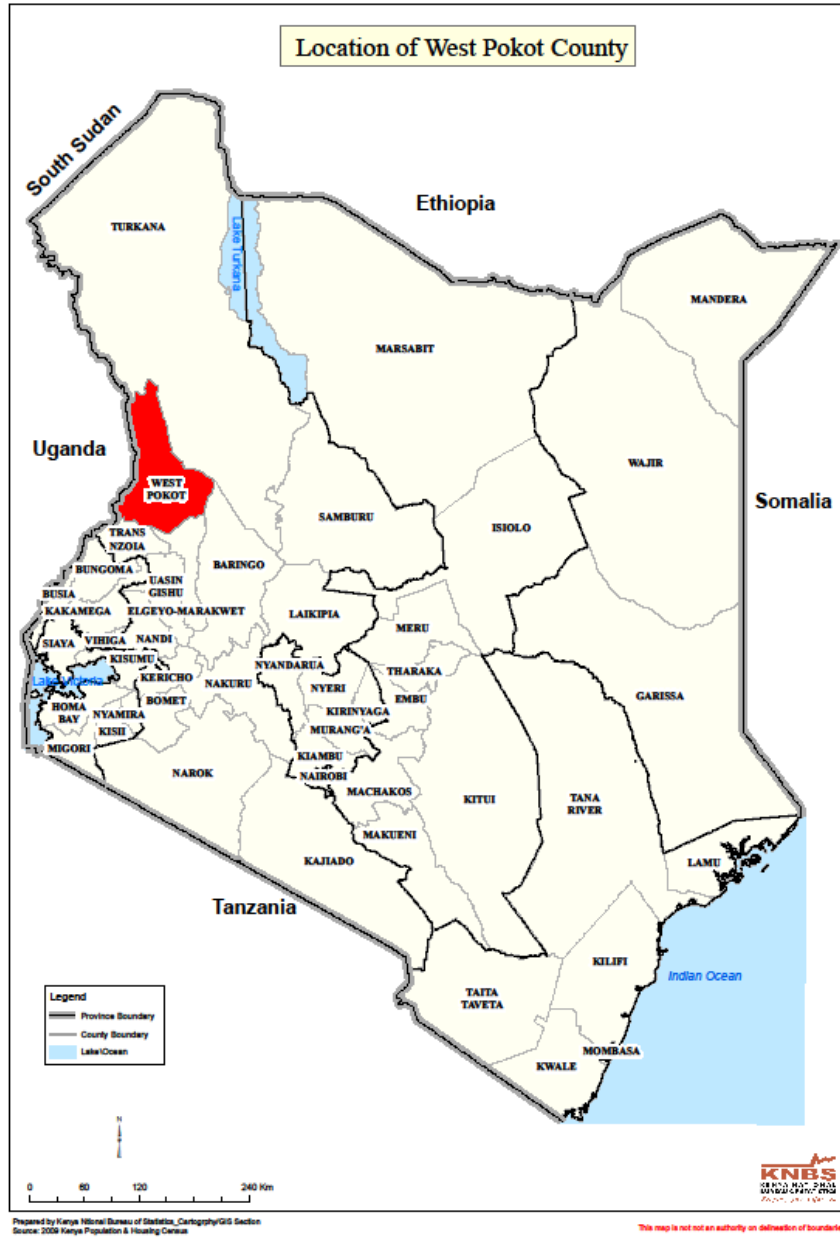 Location of West Pokot County
South Sudan
Ethiopia
TURKANA
Lake Turkana
MANDERA
MARSABIT
Uganda
WAJIR
WEST
POKOT
Somalia
SAMBURU
ISIOLO
TRANS
NZOIA
BARINGO
BUNGOMA
UASIN
GISHU
BUSIA
KAKAMEGA
ELGEYO-MARAKWET
LAIKIPIA
MERU
SIAYA
VIHIGA
NANDI
KISUMU
NYANDARUA
THARAKA
Lake Victoria
KERICHO
NAKURU
NYERI
EMBU
GARISSA
HOMA
BAY
NYAMIRA
BOMET
KIRINYAGA
KISII
MURANG'A
MIGORI
KIAMBU
NAROK
NAIROBI
MACHAKOS
KITUI
TANA
RIVER
MAKUENI
KAJIADO
LAMU
Tanzania
KILIFI
Indian Ocean
TAITA
TAVETA
MOMBASA
KWALE
Legend
Province Boundary
County Boundary
Lake\Ocean
N
0 60 120 240 Km
KNBS
KENYA NATIONAL
Prepared by Kenya Ntional Bureau of Statistics_Cartogrphy/GIS Section
Source: 2009 Kenya Population & Housing Census
This map is not not an authority on delineation of boundarie